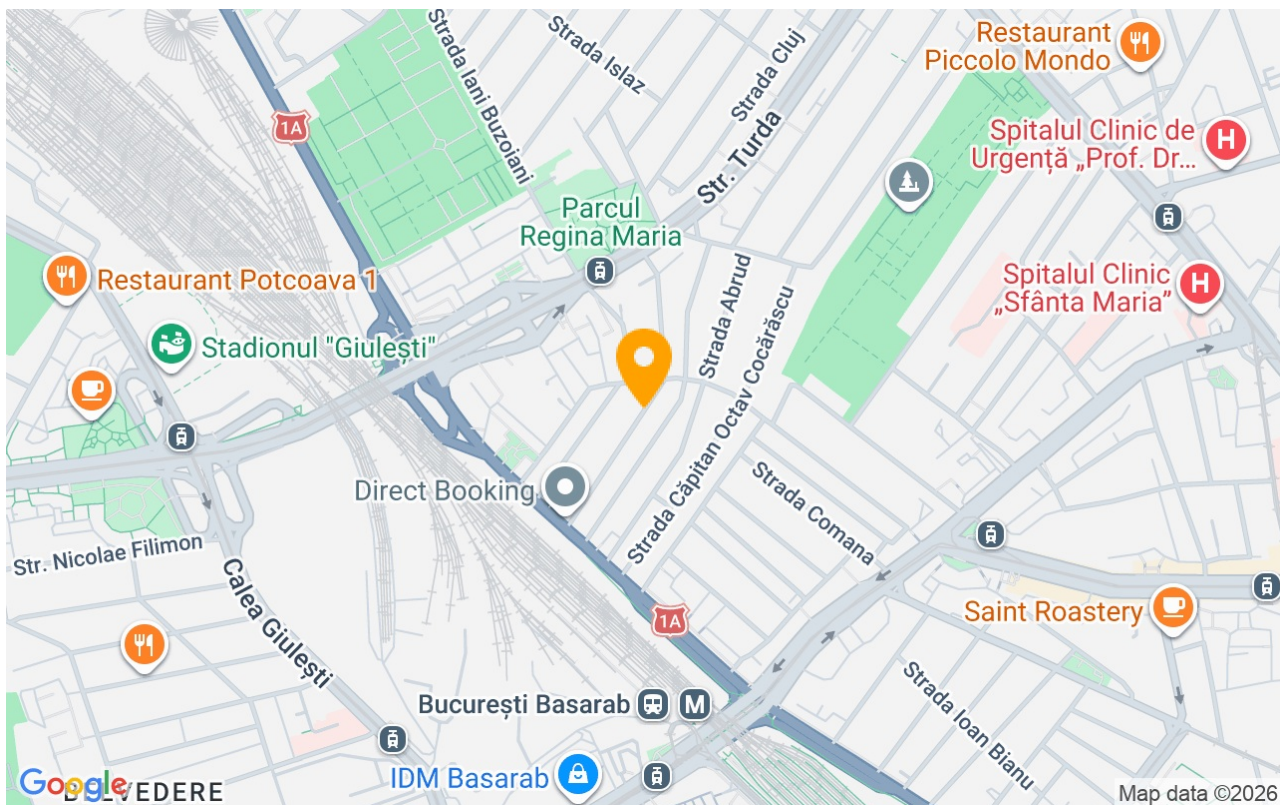 Strada Iani Buzoiani
Strada Islaz
Strada Cluj
Restaurant
Piccolo Mondo
1A
Str. Turda
Spitalul Clinic de
Urgență „Prof. Dr...
H
Parcul
Regina Maria
Restaurant Potcoava 1
Spitalul Clinic
„Sfânta Maria”
H
Stadionul "Giulești"
Strada Abrud
Strada Căpitan Octav Cocărăscu
Direct Booking
Strada Comana
Str. Nicolae Filimon
Calea Giulești
1A
Saint Roastery
București Basarab
M
Strada Ioan Bianu
IDM Basarab
Google
BELVEDERE
Map data ©2026